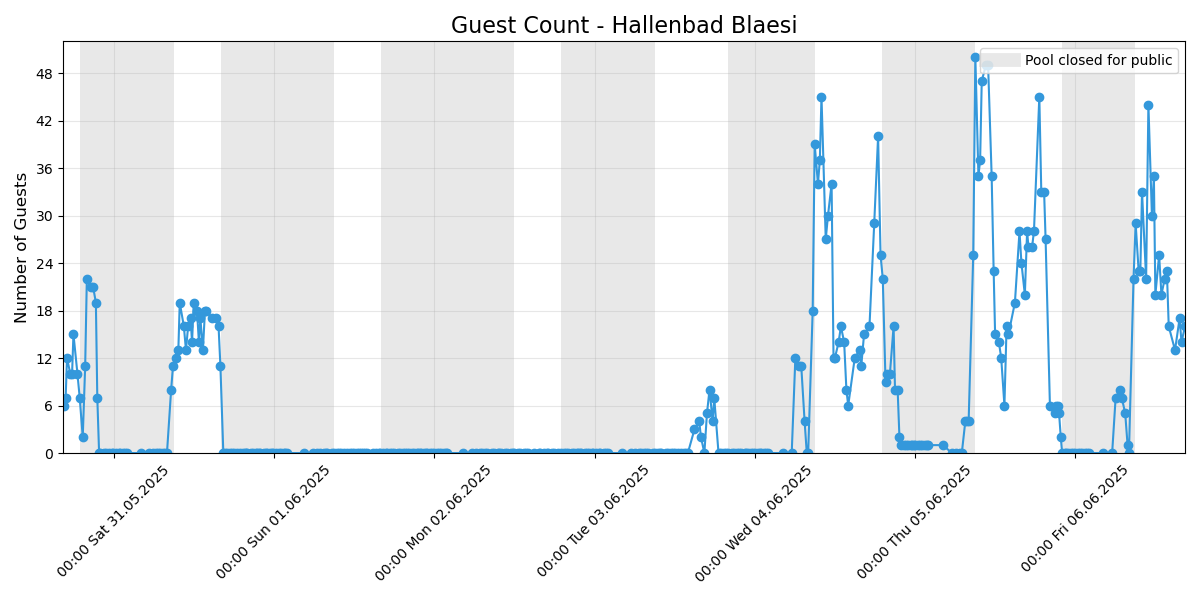 Guest Count - Hallenbad Blaesi
Pool closed for public
Number of Guests
48
42
36
30
24
18
12
6
0
00:00 Sat 31.05.2025
00:00 Sun 01.06.2025
00:00 Mon 02.06.2025
00:00 Tue 03.06.2025
00:00 Wed 04.06.2025
00:00 Thu 05.06.2025
00:00 Fri 06.06.2025